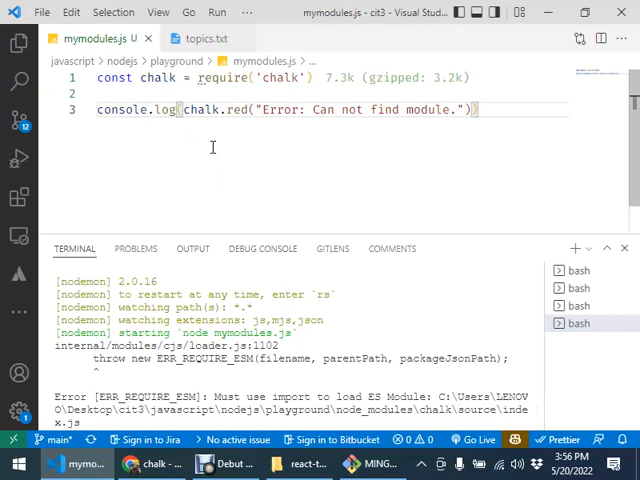 File Edit Selection View Go Run ... mymodules.js - cit3 - Visual Stud...
mymodules.js U topics.txt
javascript > nodejs > playground > mymodules.js > ...
1 const chalk = require('chalk') 7.3k (gzipped: 3.2k)
2
3 console.log(chalk.red("Error: Can not find module."))
12
TERMINAL PROBLEMS OUTPUT DEBUG CONSOLE GITLENS COMMENTS
[nodemon] 2.0.16
[nodemon] to restart at any time, enter `rs`
[nodemon] watching path(s): *.*
[nodemon] watching extensions: js,mjs,json
[nodemon] starting `node mymodules.js`
internal/modules/cjs/loader.js:1102
throw new ERR_REQUIRE_ESM(filename, parentPath, packageJsonPath);
^
Error [ERR_REQUIRE_ESM]: Must use import to load ES Module: C:\Users\LENOV
O\Desktop\cit3\javascript\nodejs\playground\node_modules\chalk\source\inde
x.js
bash
bash
bash
bash
main* Sign in to Jira No active issue Sign in to Bitbucket 0 0 Go Live Prettier
mymo... chalk - ... Debut ... react-t... MING... 3:56 PM
5/20/2022